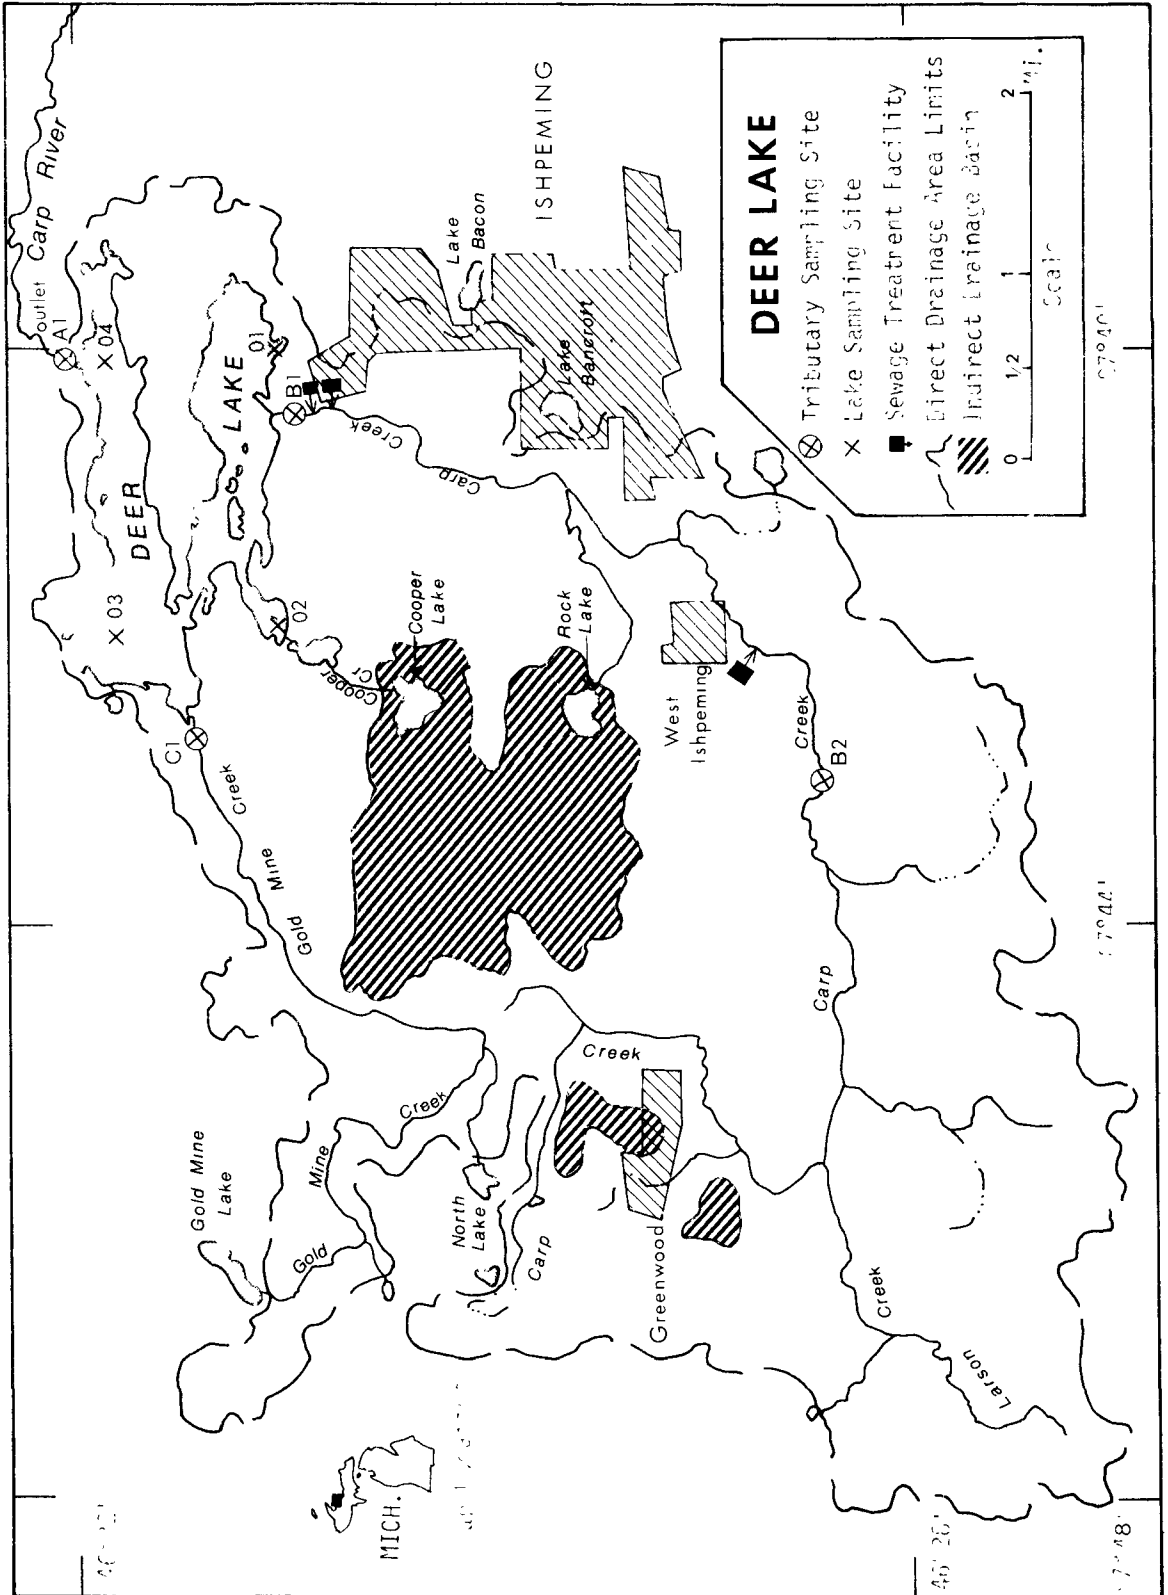 DEER LAKE
Tributary Sampling Site
Lake Sampling Site
Sewage Treatrent Facility
Direct Drainage Area Limits
Indirect Drainage Basin
0 1/2 1 2 Mi.
Scale
outlet Carp River
A1
04
DEER
03
LAKE
01
B1
02
C1
Gold Mine Creek
Cooper Cr
Cooper
Lake
Rock
Lake
Carp Creek
Lake
Bacon
ISHPEMING
Lake
Bancroft
West
Ishpeming
Creek
B2
Carp
Gold Mine
Lake
Gold Mine Creek
North
Lake
Carp Creek
Greenwood
Creek
Larson
MICH.
46°28'